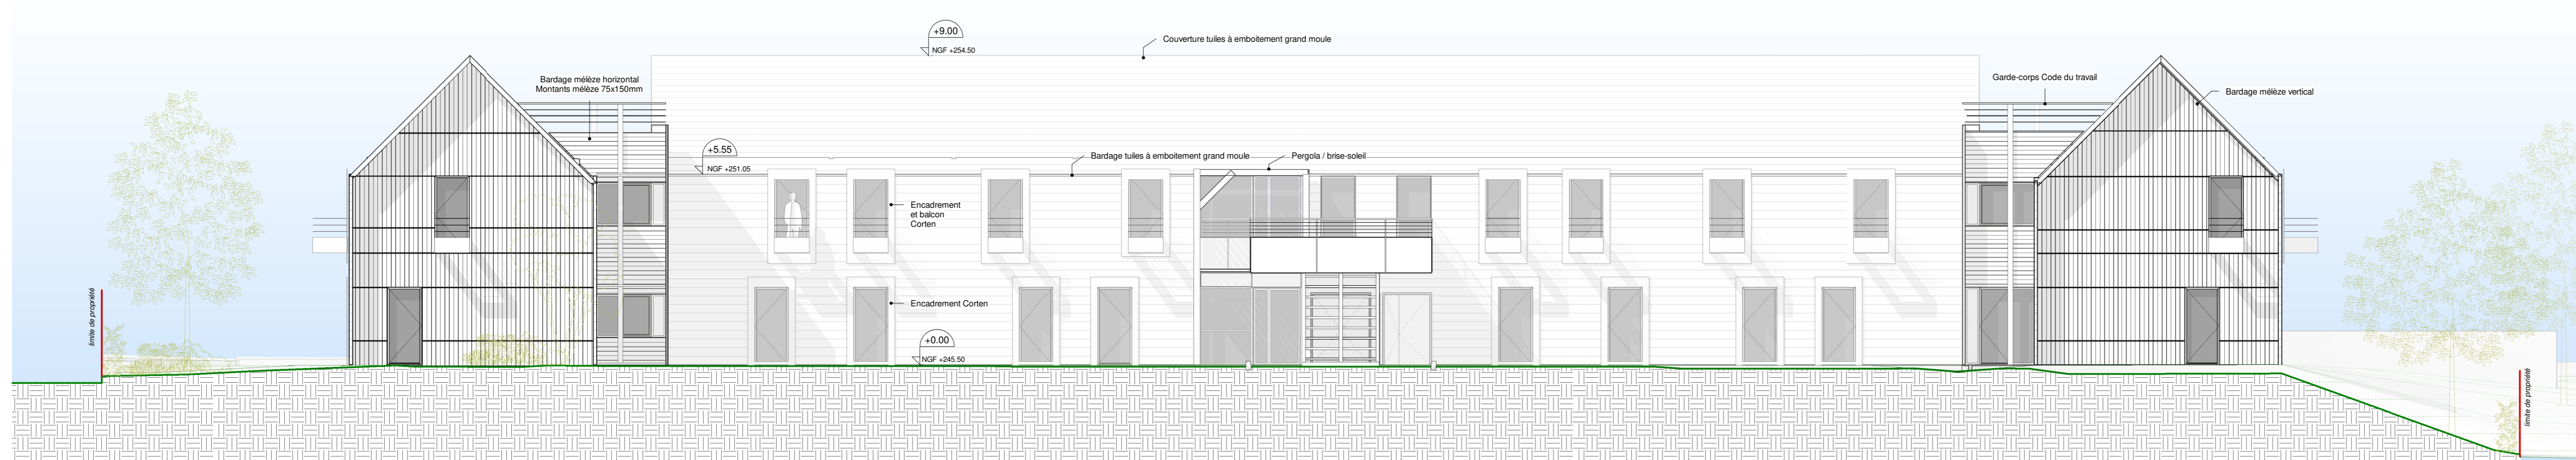 +9.00
NGF +254.50
Couverture tuiles à emboitement grand moule
Bardage mélèze horizontal
Montants mélèze 75x150mm
Garde-corps Code du travail
Bardage mélèze vertical
+5.55
NGF +251.05
Bardage tuiles à emboitement grand moule
Pergola / brise-soleil
Encadrement
et balcon
Corten
Encadrement Corten
+0.00
NGF +245.50
limite de propriété
limite de propriété